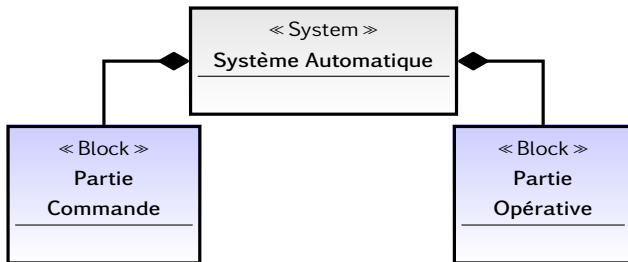 ≪ System ≫
Système Automatique
≪ Block ≫
Partie
Commande
≪ Block ≫
Partie
Opérative